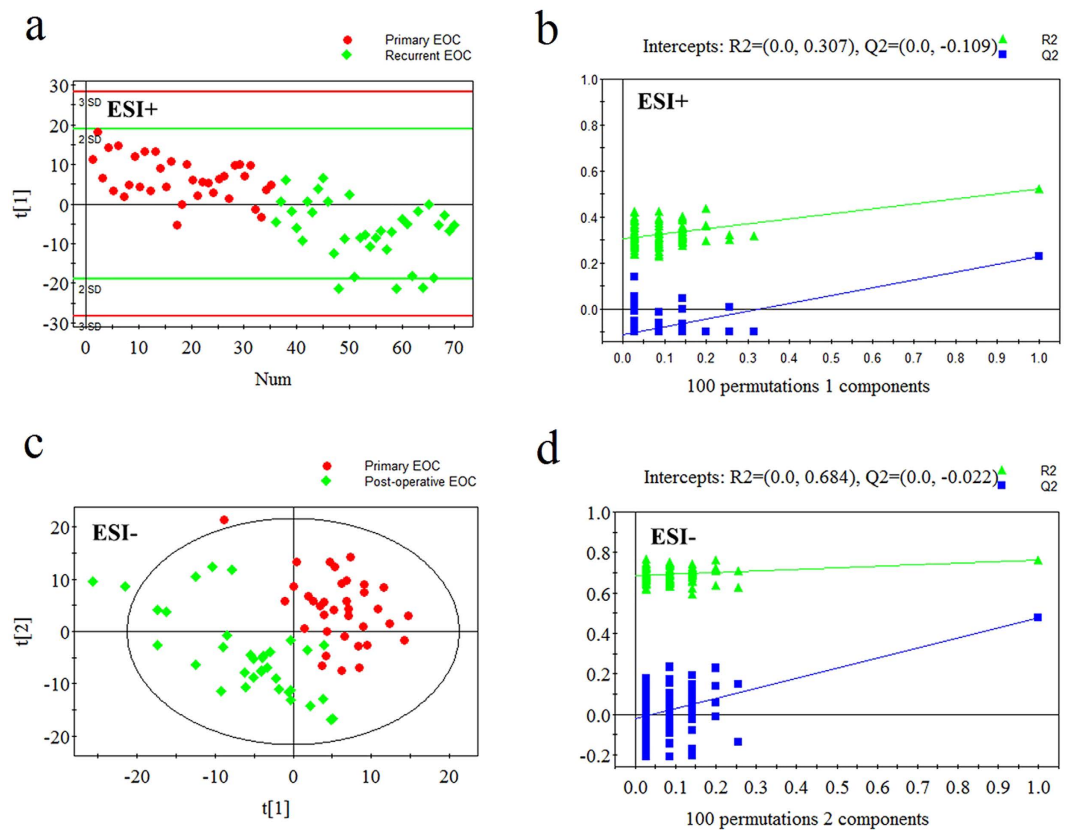 a
Primary EOC
Recurrent EOC
ESI+
3 SD
2 SD
2 SD
3 SD
30
20
10
0
-10
-20
-30
t[1]
0 10 20 30 40 50 60 70
Num
b
Intercepts: R2=(0.0, 0.307), Q2=(0.0, -0.109)
R2
Q2
ESI+
1.0
0.8
0.6
0.4
0.2
0.0
0.0 0.1 0.2 0.3 0.4 0.5 0.6 0.7 0.8 0.9 1.0
100 permutations 1 components
c
Primary EOC
Post-operative EOC
ESI-
20
10
0
-10
-20
t[2]
-20 -10 0 10 20
t[1]
d
Intercepts: R2=(0.0, 0.684), Q2=(0.0, -0.022)
R2
Q2
ESI-
1.0
0.8
0.6
0.4
0.2
0.0
-0.2
0.0 0.1 0.2 0.3 0.4 0.5 0.6 0.7 0.8 0.9 1.0
100 permutations 2 components